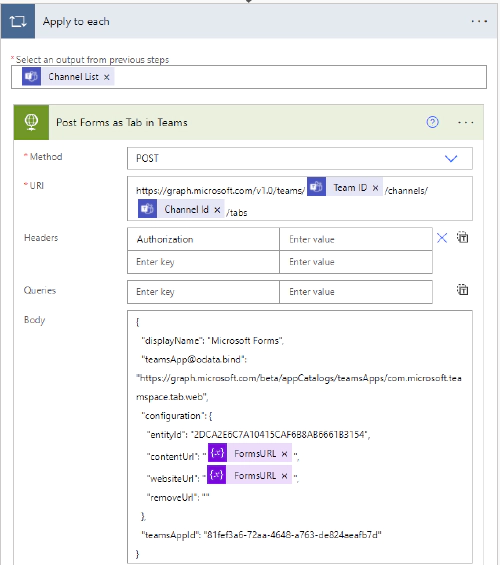 Apply to each
* Select an output from previous steps
Channel List ×
Post Forms as Tab in Teams
* Method
POST
* URI
https://graph.microsoft.com/v1.0/teams/ Team ID × /channels/
Channel Id × /tabs
Headers
Authorization
Enter value
Enter key
Enter value
Queries
Enter key
Enter value
Body
{
"displayName": "Microsoft Forms",
"teamsApp@odata.bind":
"https://graph.microsoft.com/beta/appCatalogs/teamsApps/com.microsoft.tea
mspace.tab.web",
"configuration": {
"entityId": "2DCA2E6C7A10415CAF6B8AB6661B3154",
"contentUrl": " {x} FormsURL × ",
"websiteUrl": " {x} FormsURL × ",
"removeUrl": ""
},
"teamsAppId": "81fef3a6-72aa-4648-a763-de824aeafb7d"
}